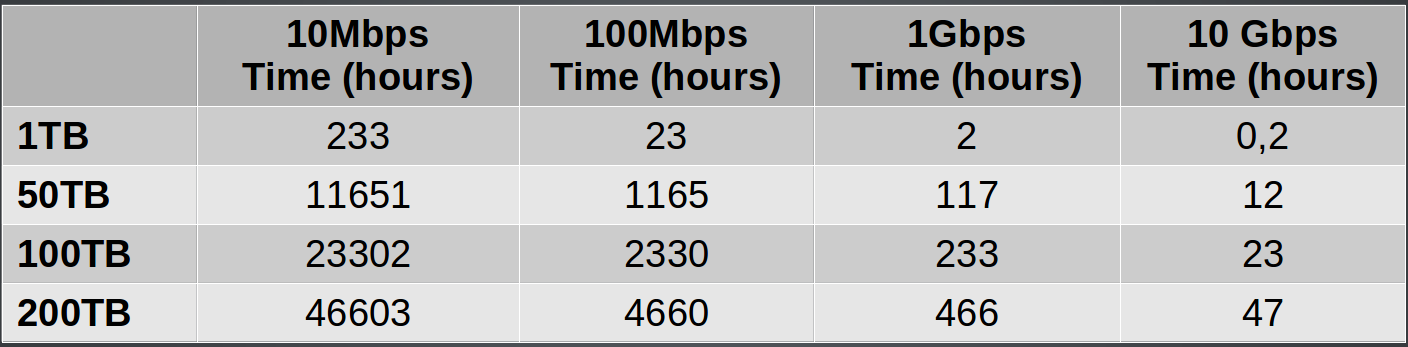 10Mbps 100Mbps 1Gbps 10 Gbps
Time (hours) Time (hours) Time (hours) Time (hours)
1TB 233 23 2 0,2
50TB 11651 1165 117 12
100TB 23302 2330 233 23
200TB 46603 4660 466 47